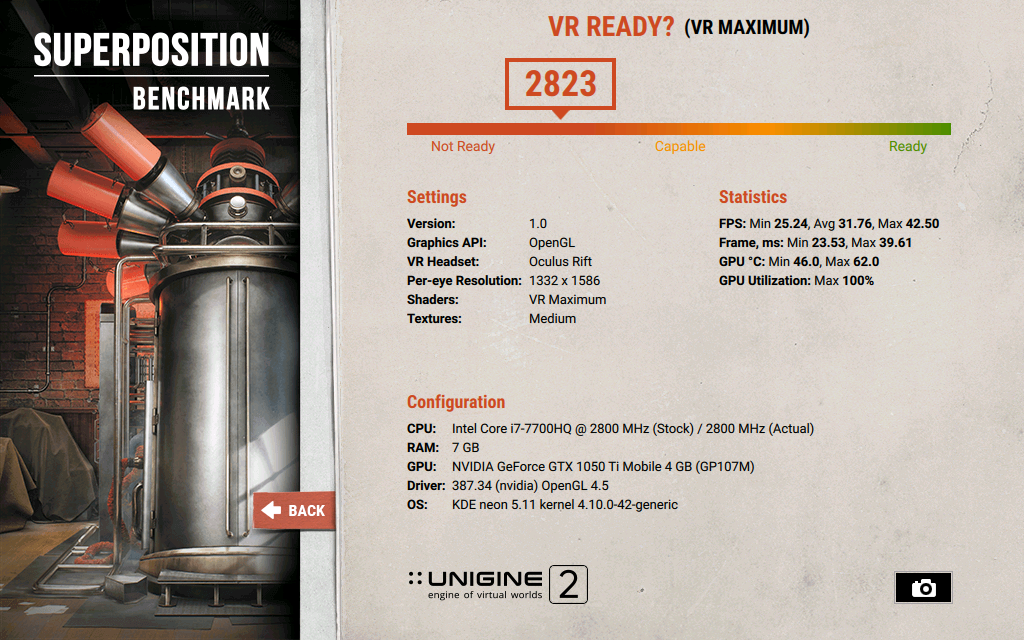 SUPERPOSITION
BENCHMARK
VR READY? (VR MAXIMUM)
2823
Not Ready Capable Ready
Settings
Version: 1.0
Graphics API: OpenGL
VR Headset: Oculus Rift
Per-eye Resolution: 1332 x 1586
Shaders: VR Maximum
Textures: Medium
Statistics
FPS: Min 25.24, Avg 31.76, Max 42.50
Frame, ms: Min 23.53, Max 39.61
GPU °C: Min 46.0, Max 62.0
GPU Utilization: Max 100%
Configuration
CPU: Intel Core i7-7700HQ @ 2800 MHz (Stock) / 2800 MHz (Actual)
RAM: 7 GB
GPU: NVIDIA GeForce GTX 1050 Ti Mobile 4 GB (GP107M)
Driver: 387.34 (nvidia) OpenGL 4.5
OS: KDE neon 5.11 kernel 4.10.0-42-generic
BACK
UNIGINE 2
engine of virtual worlds